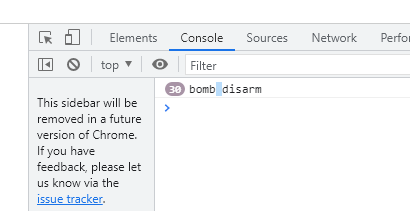 Elements Console Sources Network Perfo
top Filter
30 bomb disarm
This sidebar will be
removed in a future
version of Chrome.
If you have
feedback, please let
us know via the
issue tracker.